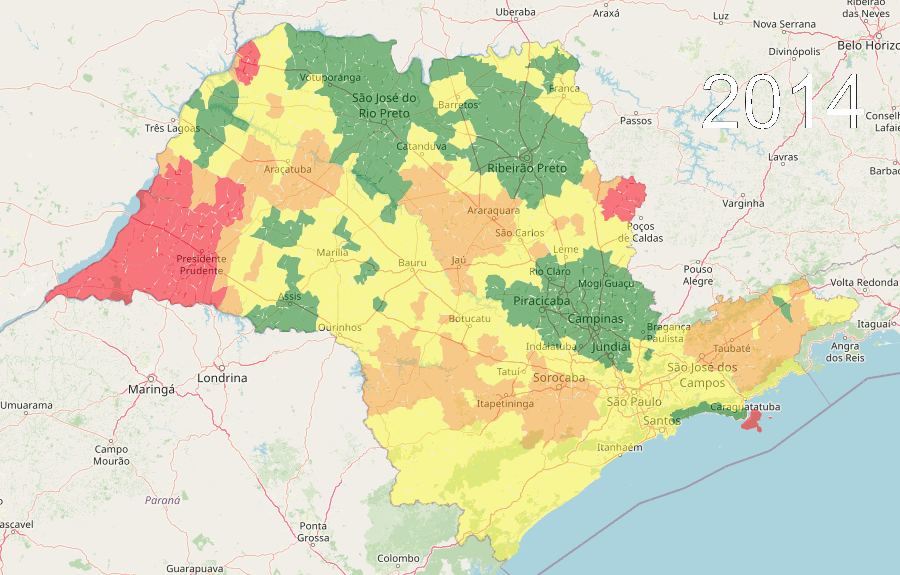 Uberaba
Araxá
Luz
Ribeirão
das Neves
Nova Serrana
Belo Horizo
Divinópolis
2014
Votuporanga
São José do
Rio Preto
Barretos
Franca
Passos
Conselh
Lafaie
Três Lagoas
Catanduva
Ribeirão Preto
Lavras
Barbac
Araçatuba
Varginha
Araraquara
São Carlos
Poços
de Caldas
Presidente
Prudente
Marília
Bauru
Jaú
Leme
Rio Claro
Mogi Guaçu
Pouso
Alegre
Volta Redonda
Assis
Piracicaba
Campinas
Ourinhos
Botucatu
Bragança
Paulista
Itaguaí
Indaiatuba
Jundiaí
Taubaté
Angra
dos Reis
Londrina
Maringá
Tatuí
Sorocaba
São José dos
Campos
Umuarama
Itapetininga
São Paulo
Caraguatatuba
Santos
Campo
Mourão
Itanhaém
Paraná
ascavel
Ponta
Grossa
Guarapuava
Colombo